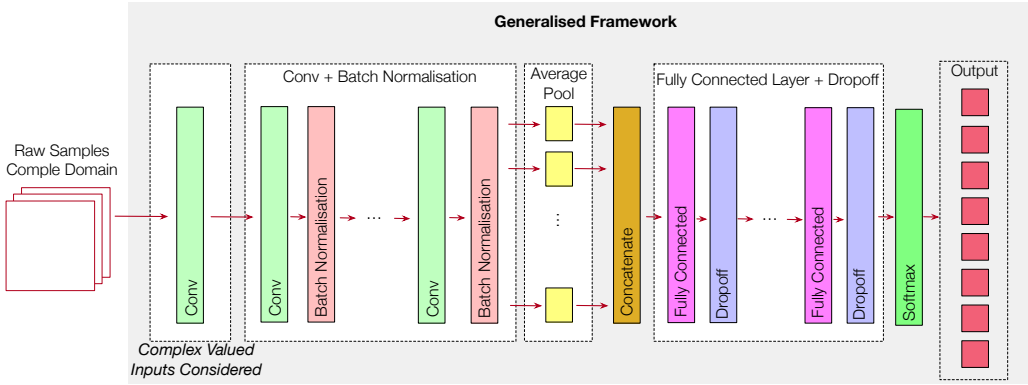 Generalised Framework
Raw Samples
Comple Domain
Conv
Complex Valued
Inputs Considered
Conv + Batch Normalisation
Conv
Batch Normalisation
...
Conv
Batch Normalisation
Average
Pool
...
Concatenate
Fully Connected Layer + Dropoff
Fully Connected
Dropoff
...
Fully Connected
Dropoff
Softmax
Output